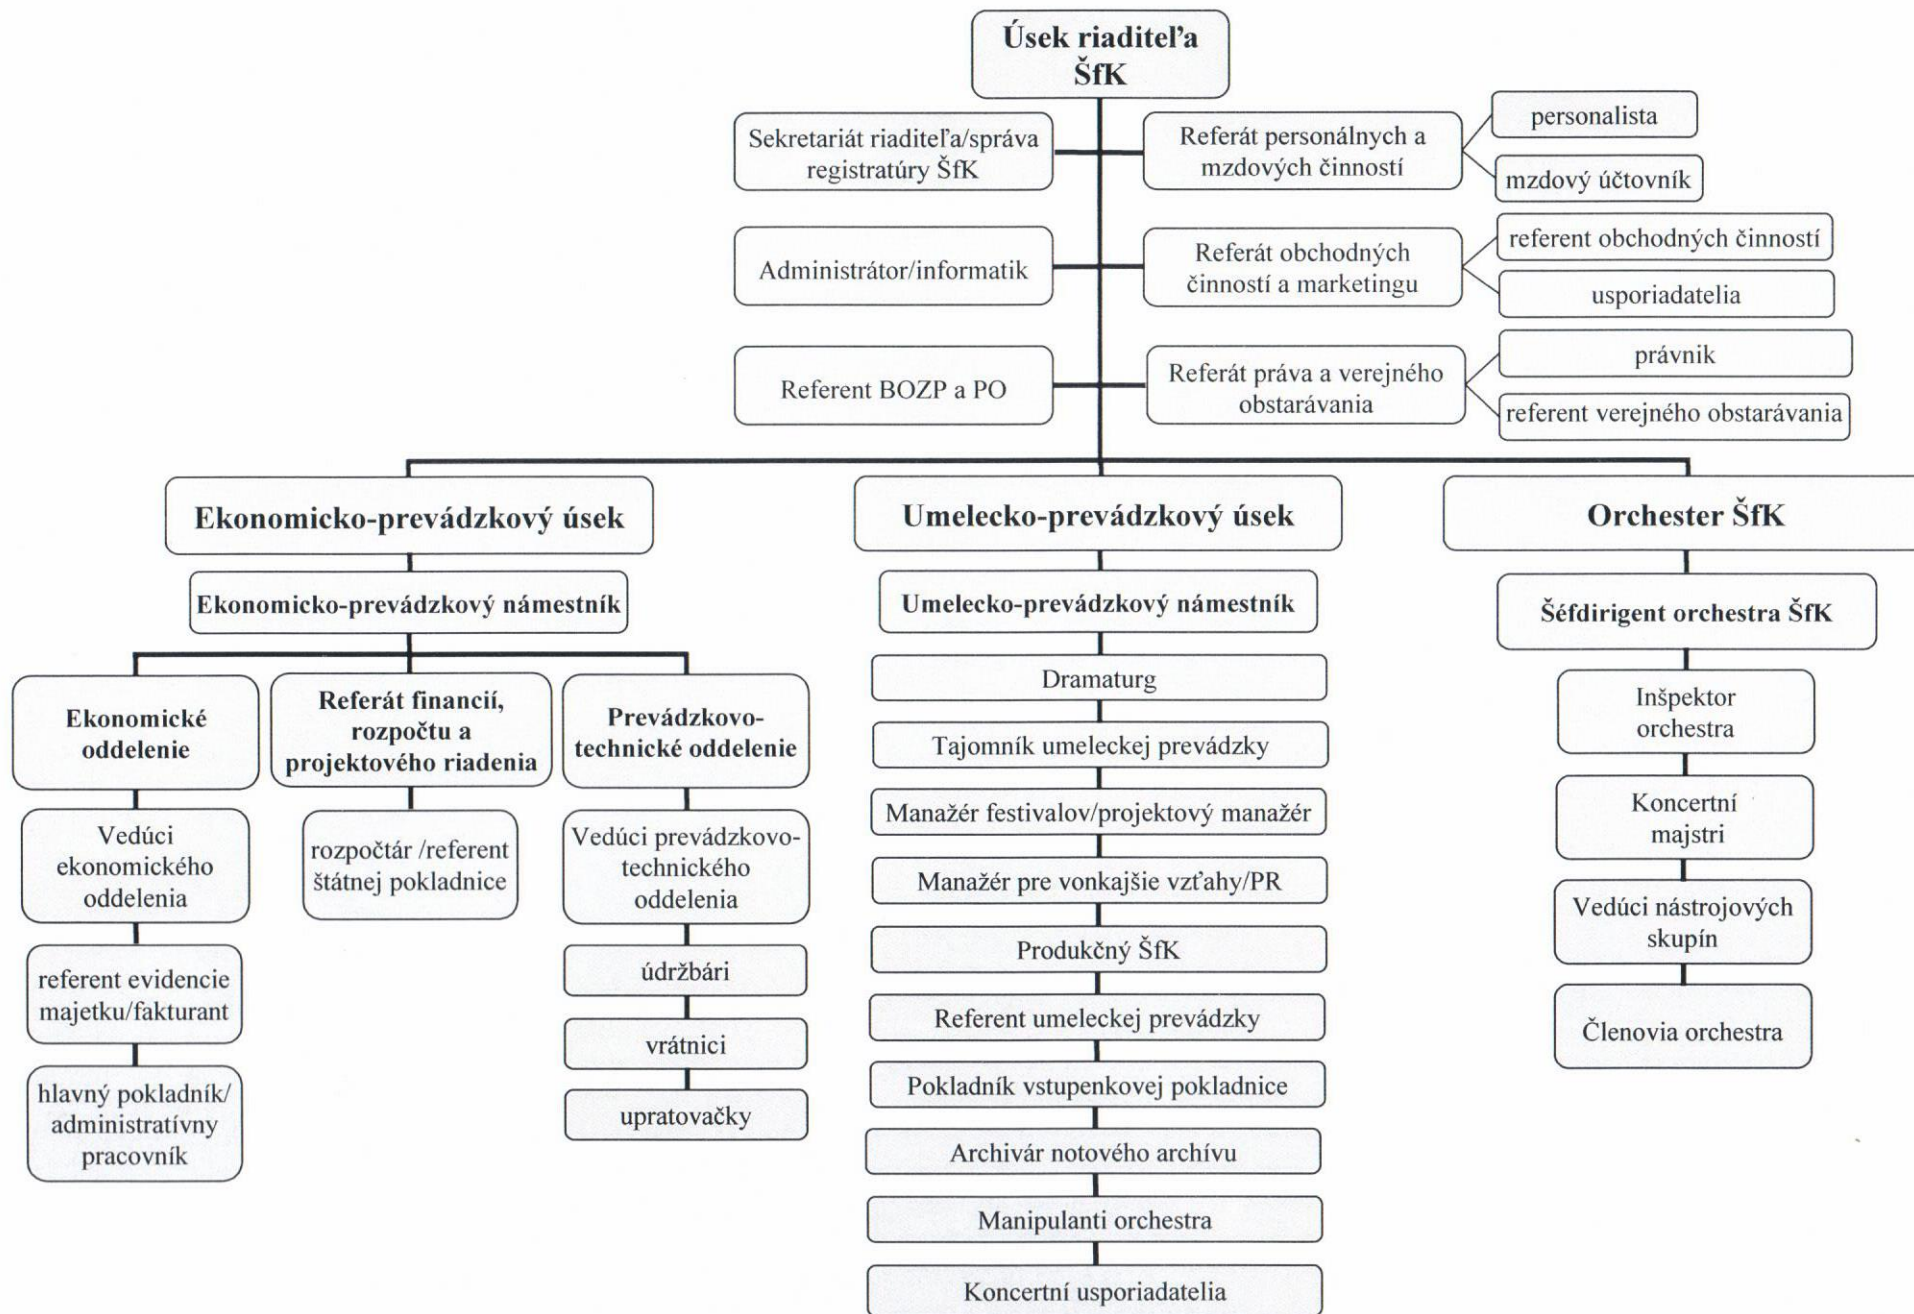 Úsek riaditeľa
ŠfK
Sekretariát riaditeľa/správa
registratúry ŠfK
Referát personálnych a
mzdových činností
personalista
mzdový účtovník
Administrátor/informatik
Referát obchodných
činností a marketingu
referent obchodných činností
usporiadatelia
Referent BOZP a PO
Referát práva a verejného
obstarávania
právnik
referent verejného obstarávania
Ekonomicko-prevádzkový úsek
Ekonomicko-prevádzkový námestník
Ekonomické
oddelenie
Vedúci
ekonomického
oddelenia
referent evidencie
majetku/fakturant
hlavný pokladník/
administratívny
pracovník
Referát financií,
rozpočtu a
projektového riadenia
rozpočtár /referent
štátnej pokladnice
Prevádzkovo-
technické oddelenie
Vedúci prevádzkovo-
technického
oddelenia
údržbári
vrátnici
upratovačky
Umelecko-prevádzkový úsek
Umelecko-prevádzkový námestník
Dramaturg
Tajomník umeleckej prevádzky
Manažér festivalov/projektový manažér
Manažér pre vonkajšie vzťahy/PR
Produkčný ŠfK
Referent umeleckej prevádzky
Pokladník vstupenkovej pokladnice
Archivár notového archívu
Manipulanti orchestra
Koncertní usporiadatelia
Orchester ŠfK
Šéfdirigent orchestra ŠfK
Inšpektor
orchestra
Koncertní
majstri
Vedúci nástrojových
skupín
Členovia orchestra